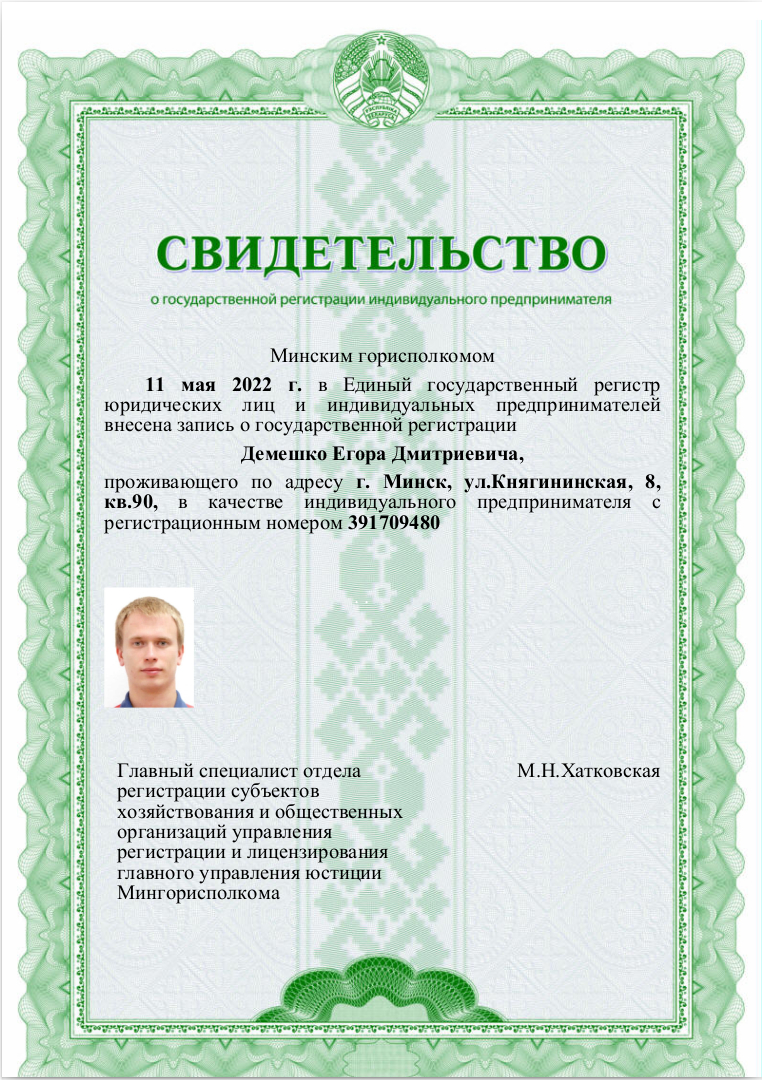 РЭСПУБЛІКА
БЕЛАРУСЬ
СВИДЕТЕЛЬСТВО
о государственной регистрации индивидуального предпринимателя
Минским горисполкомом
11 мая 2022 г. в Единый государственный регистр
юридических лиц и индивидуальных предпринимателей
внесена запись о государственной регистрации
Демешко Егора Дмитриевича,
проживающего по адресу г. Минск, ул.Княгининская, 8,
кв.90, в качестве индивидуального предпринимателя с
регистрационным номером 391709480
Главный специалист отдела
регистрации субъектов
хозяйствования и общественных
организаций управления
регистрации и лицензирования
главного управления юстиции
Мингорисполкома
М.Н.Хатковская